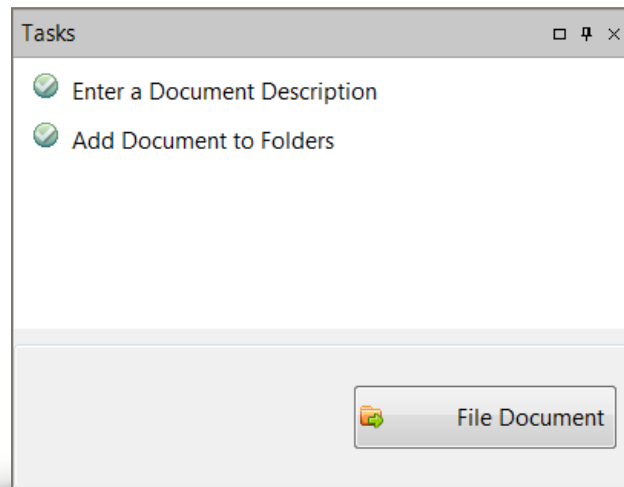 Tasks
Enter a Document Description
Add Document to Folders
File Document